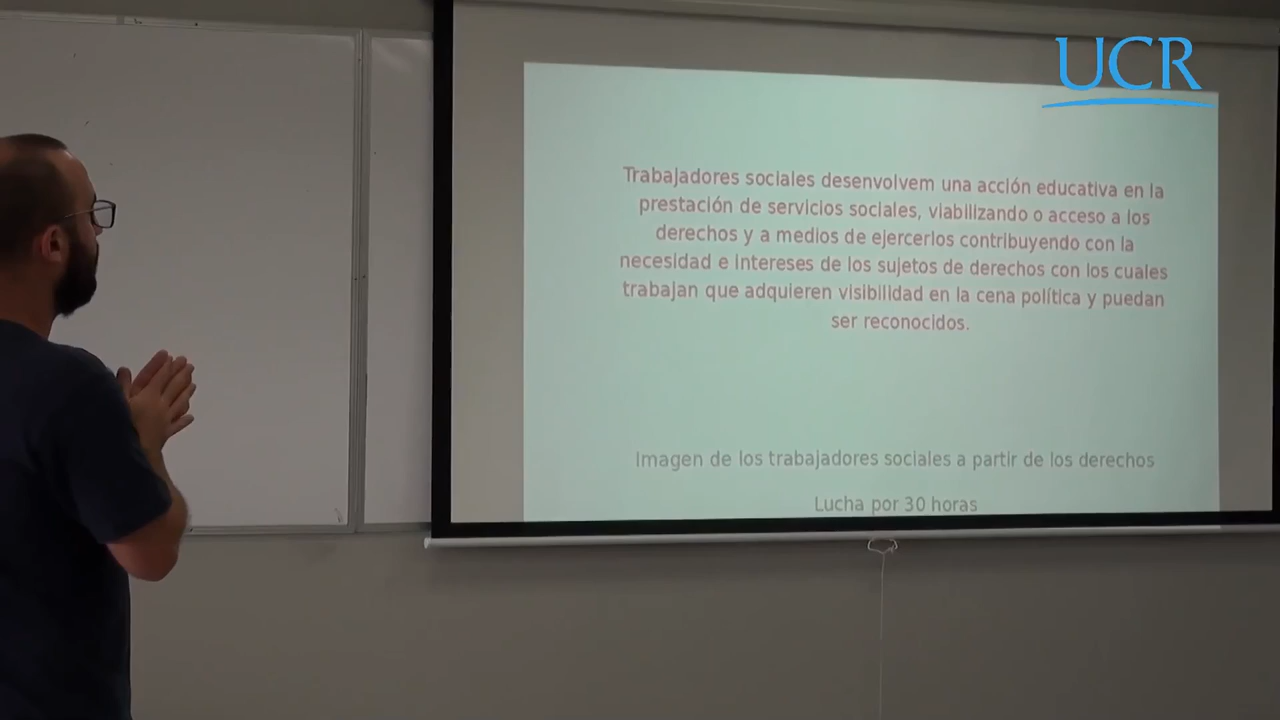 UCR
Trabajadores sociales desenvolvem una acción educativa en la
prestación de servicios sociales, viabilizando o acceso a los
derechos y a medios de ejercerlos contribuyendo con la
necesidad e intereses de los sujetos de derechos con los cuales
trabajan que adquieren visibilidad en la cena política y puedan
ser reconocidos.
Imagen de los trabajadores sociales a partir de los derechos
Lucha por 30 horas